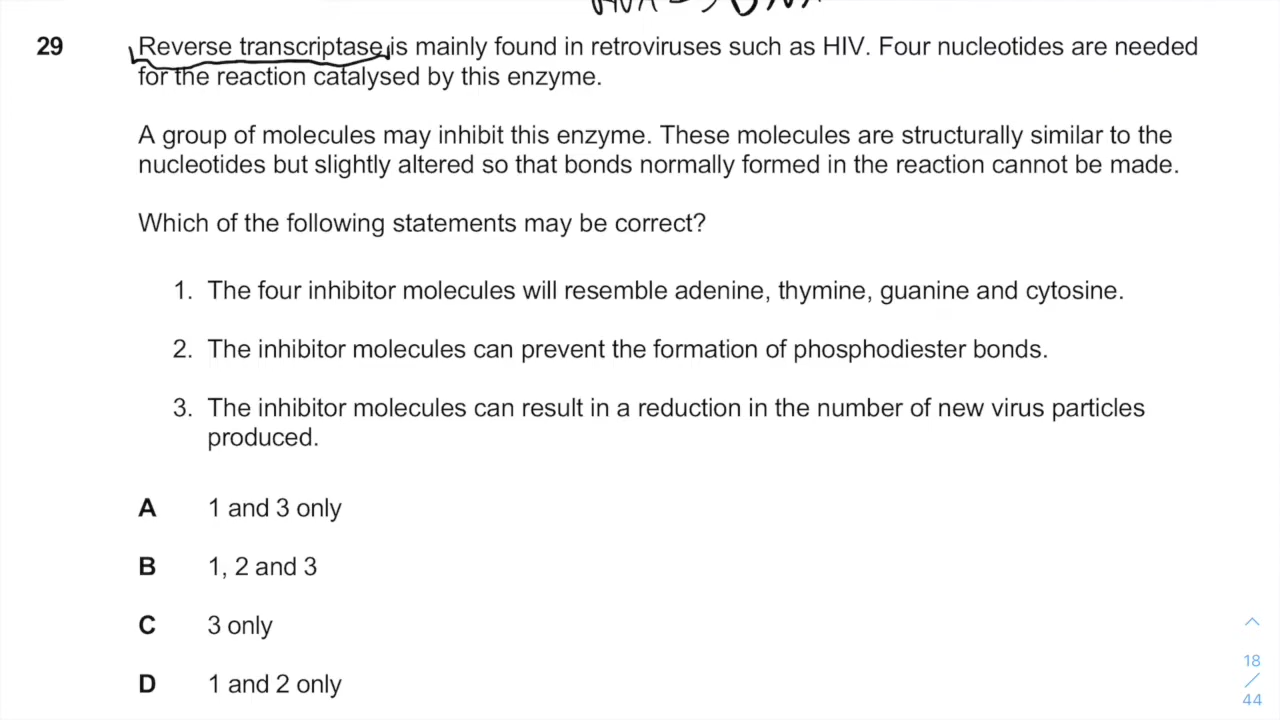 29 Reverse transcriptase is mainly found in retroviruses such as HIV. Four nucleotides are needed
for the reaction catalysed by this enzyme.
A group of molecules may inhibit this enzyme. These molecules are structurally similar to the
nucleotides but slightly altered so that bonds normally formed in the reaction cannot be made.
Which of the following statements may be correct?
1. The four inhibitor molecules will resemble adenine, thymine, guanine and cytosine.
2. The inhibitor molecules can prevent the formation of phosphodiester bonds.
3. The inhibitor molecules can result in a reduction in the number of new virus particles
produced.
A 1 and 3 only
B 1, 2 and 3
C 3 only
D 1 and 2 only
18
/
44